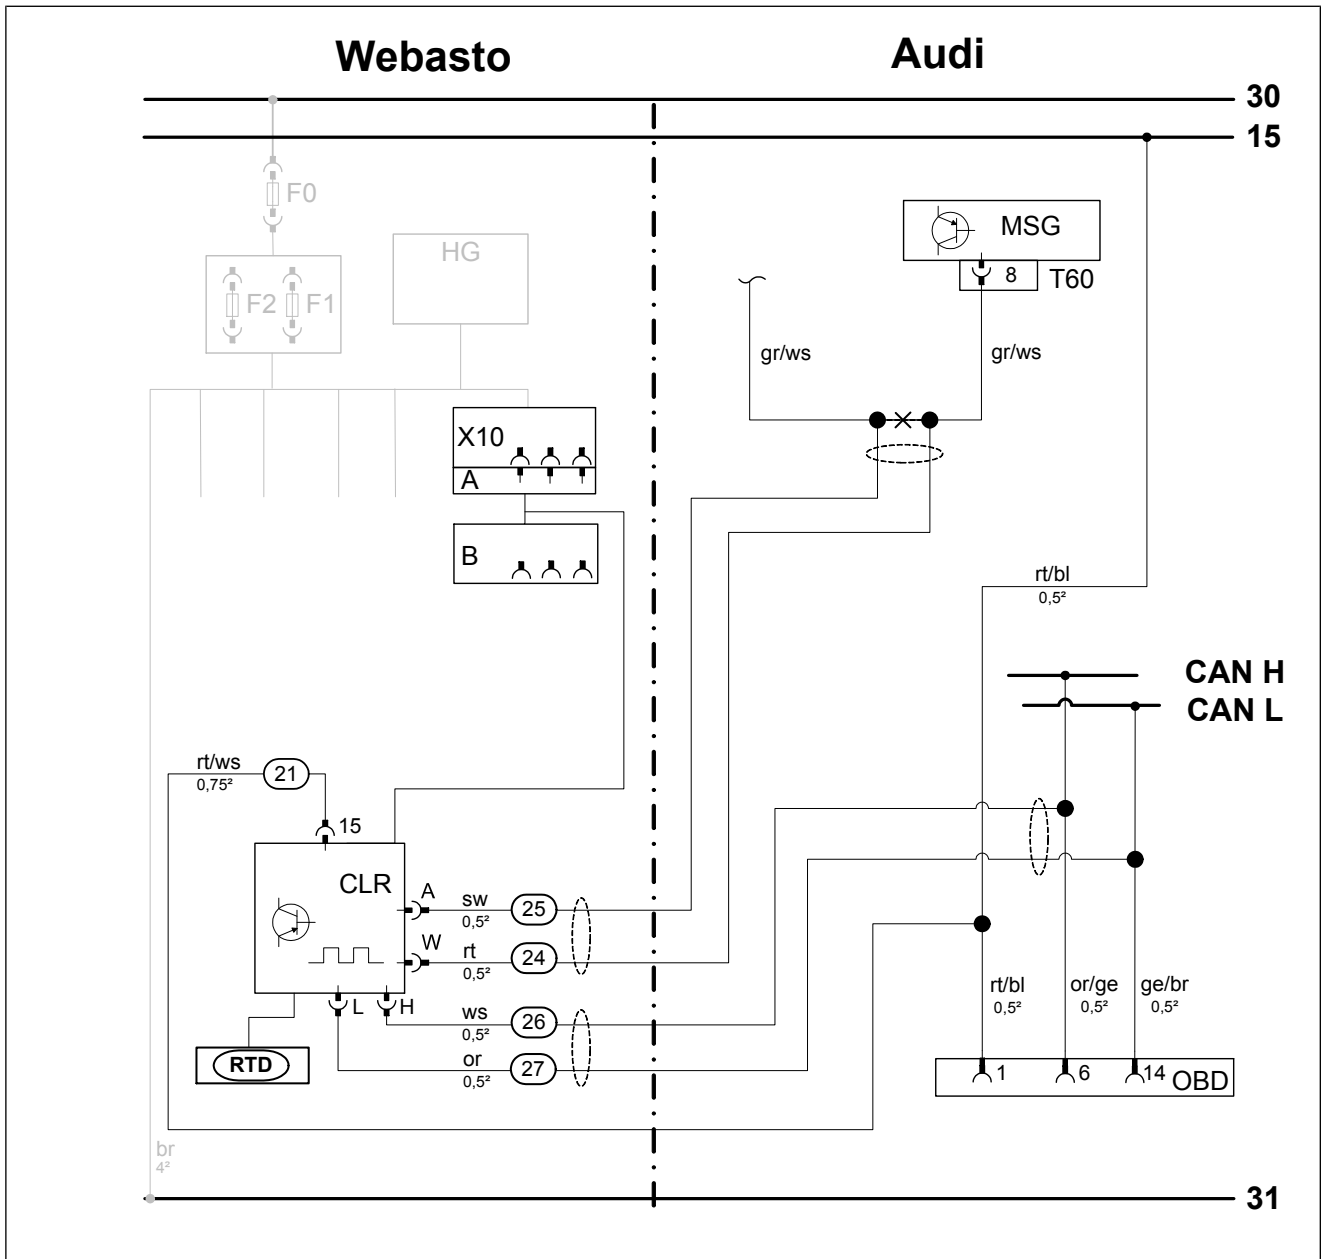 Webasto
Audi
30
15
F0
MSG
HG
8 T60
F2 F1
gr/ws
gr/ws
X10
A
B
rt/bl
0,5²
CAN H
CAN L
rt/ws
0,75²
21
15
CLR
A
sw
0,5²
25
W
rt
0,5²
24
L
H
ws
0,5²
26
or
0,5²
27
rt/bl
0,5²
or/ge
0,5²
ge/br
0,5²
RTD
1
6
14
OBD
br
4²
31